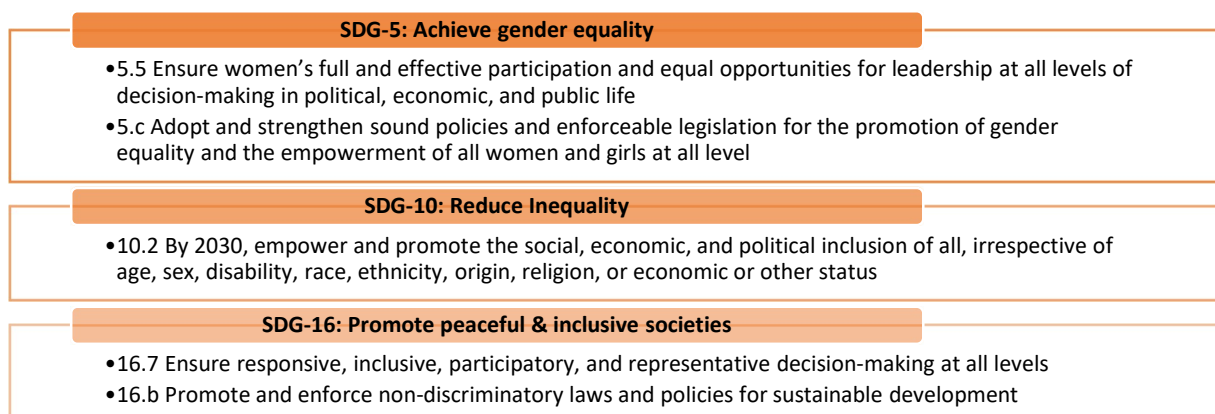 SDG-5: Achieve gender equality
•5.5 Ensure women’s full and effective participation and equal opportunities for leadership at all levels of
decision-making in political, economic, and public life
•5.c Adopt and strengthen sound policies and enforceable legislation for the promotion of gender
equality and the empowerment of all women and girls at all level
SDG-10: Reduce Inequality
•10.2 By 2030, empower and promote the social, economic, and political inclusion of all, irrespective of
age, sex, disability, race, ethnicity, origin, religion, or economic or other status
SDG-16: Promote peaceful & inclusive societies
•16.7 Ensure responsive, inclusive, participatory, and representative decision-making at all levels
•16.b Promote and enforce non-discriminatory laws and policies for sustainable development